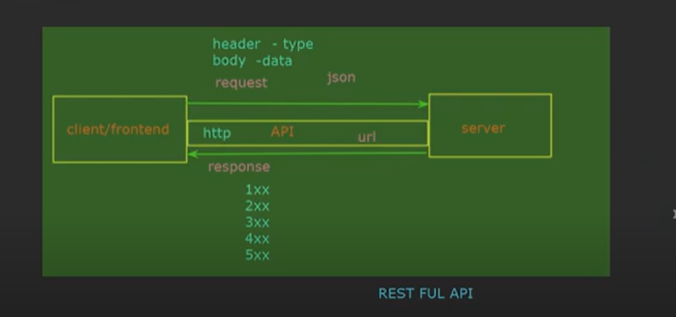 header - type
body -data
request json
client/frontend
http API url
server
response
1xx
2xx
3xx
4xx
5xx
REST FUL API